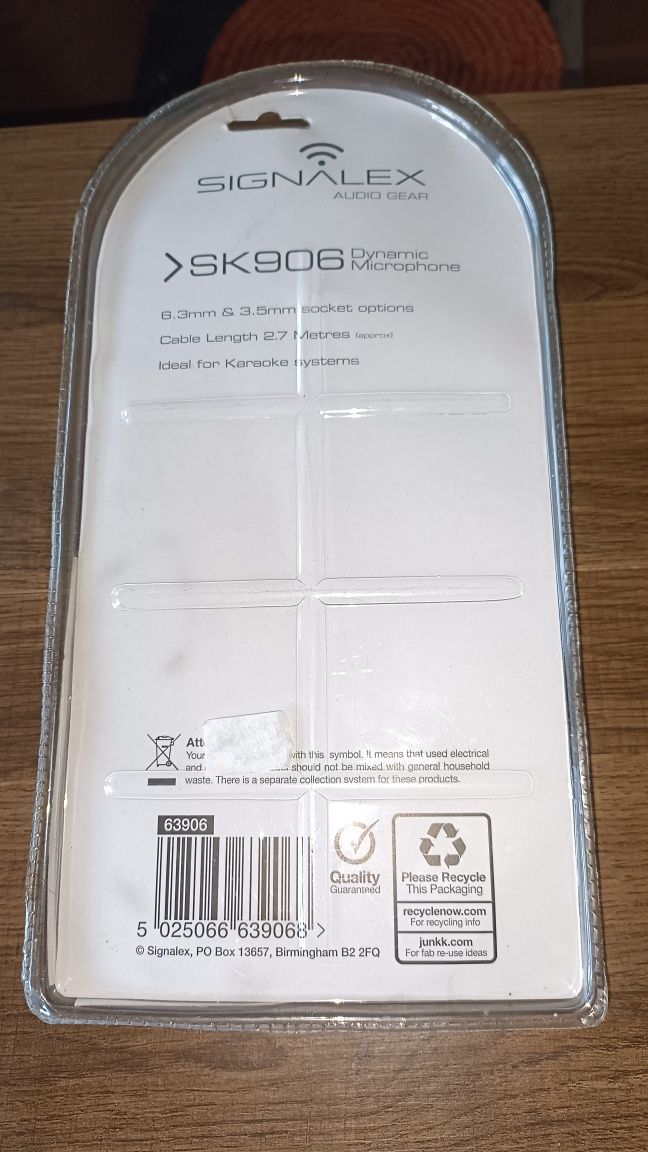 SIGNALEX
AUDIO GEAR
>SK906 Dynamic
Microphone
6.3mm & 3.5mm socket options
Cable Length 2.7 Metres (approx)
Ideal for Karaoke systems
Your with this symbol. It means that used electrical
and should not be mixed with general household
waste. There is a separate collection system for these products.
63906
5 025066 639068 >
© Signalex, PO Box 13657, Birmingham B2 2FQ
Quality
Guaranteed
Please Recycle
This Packaging
recyclenow.com
For recycling info
junkk.com
For fab re-use ideas